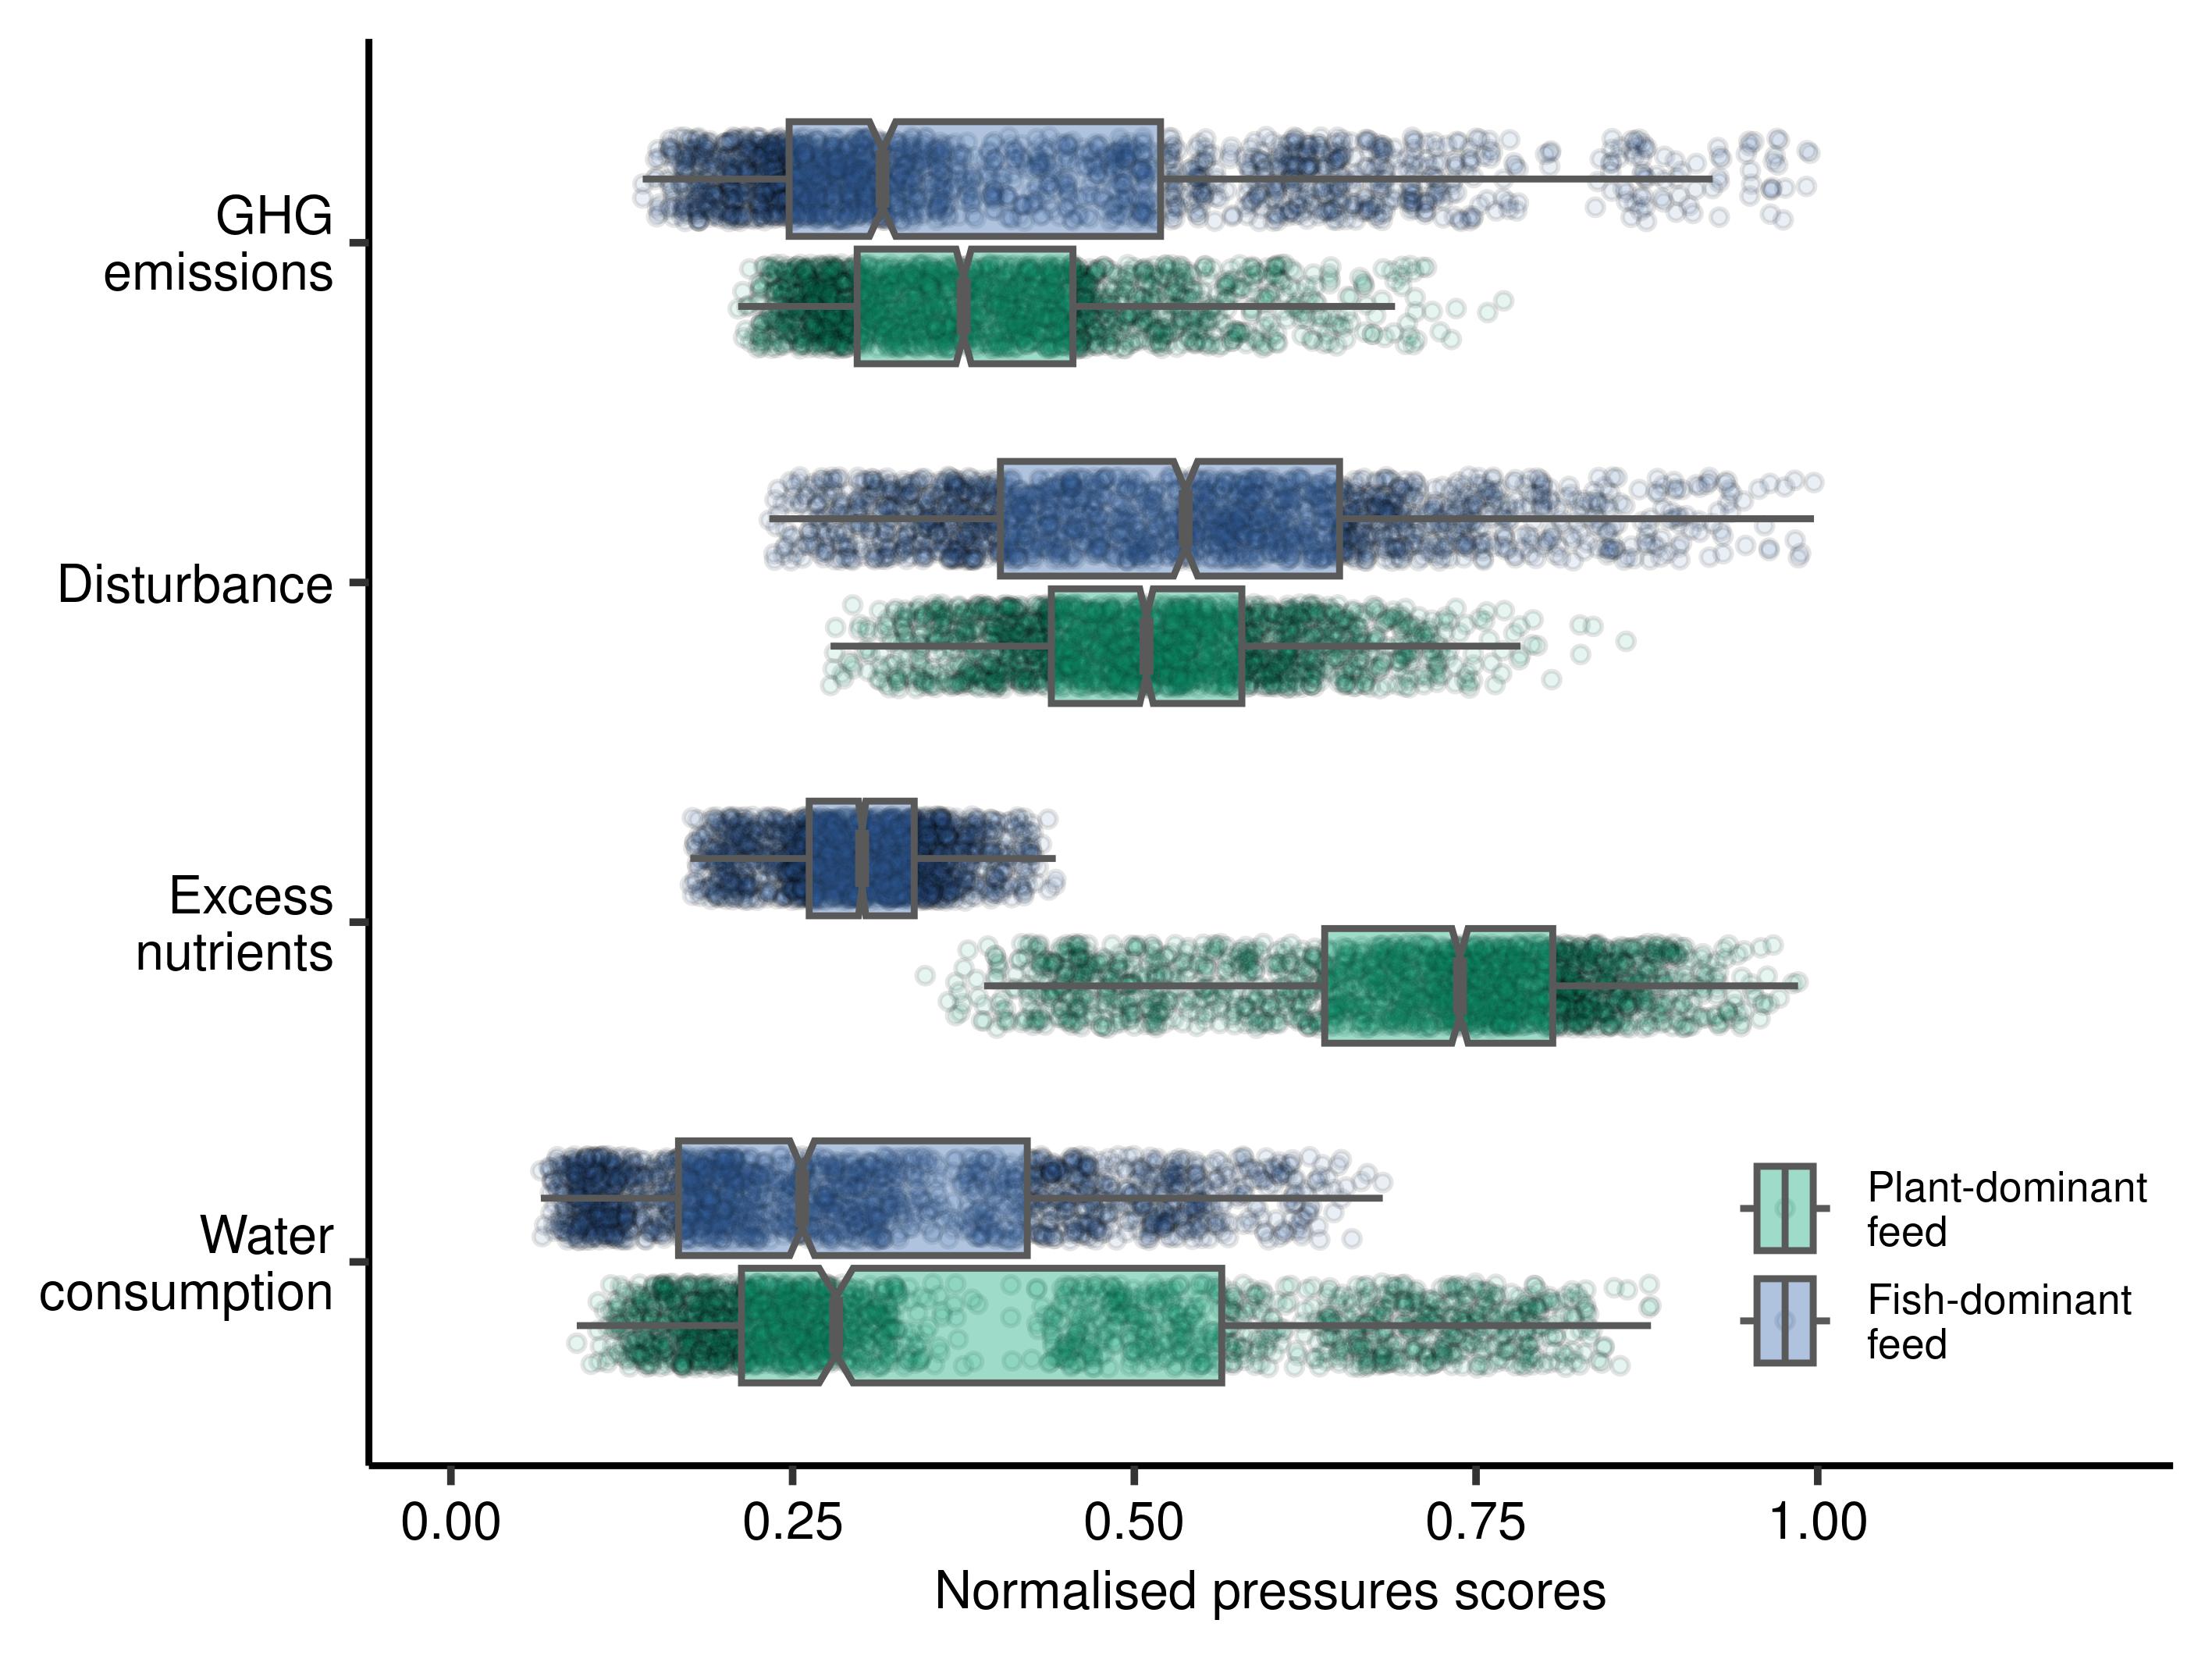 GHG
emissions
Disturbance
Excess
nutrients
Water
consumption
Plant-dominant
feed
Fish-dominant
feed
0.00
0.25
0.50
0.75
1.00
Normalised pressures scores